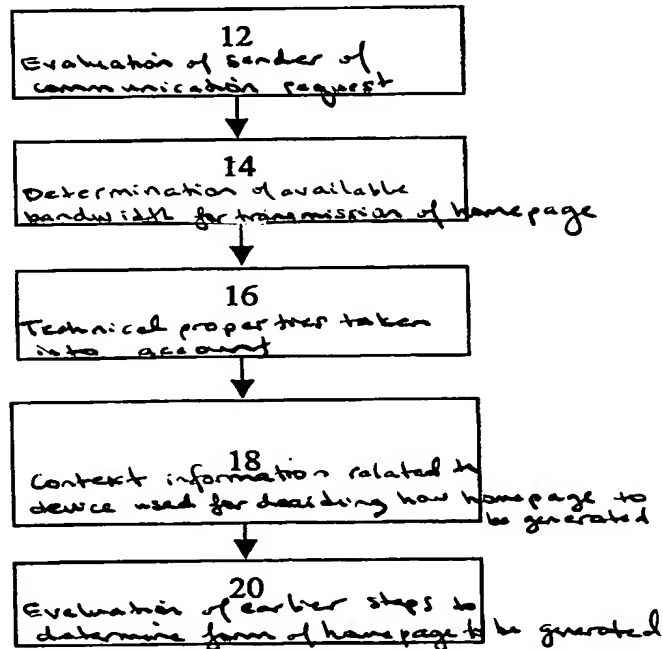 12
Evaluation of sender of
communication request
14
Determination of available
bandwidth for transmission of homepage
16
Technical properties taken
into account
18
Context information related to
device used for deciding how homepage to
be generated
20
Evaluation of earlier steps to
determine form of homepage to be generated